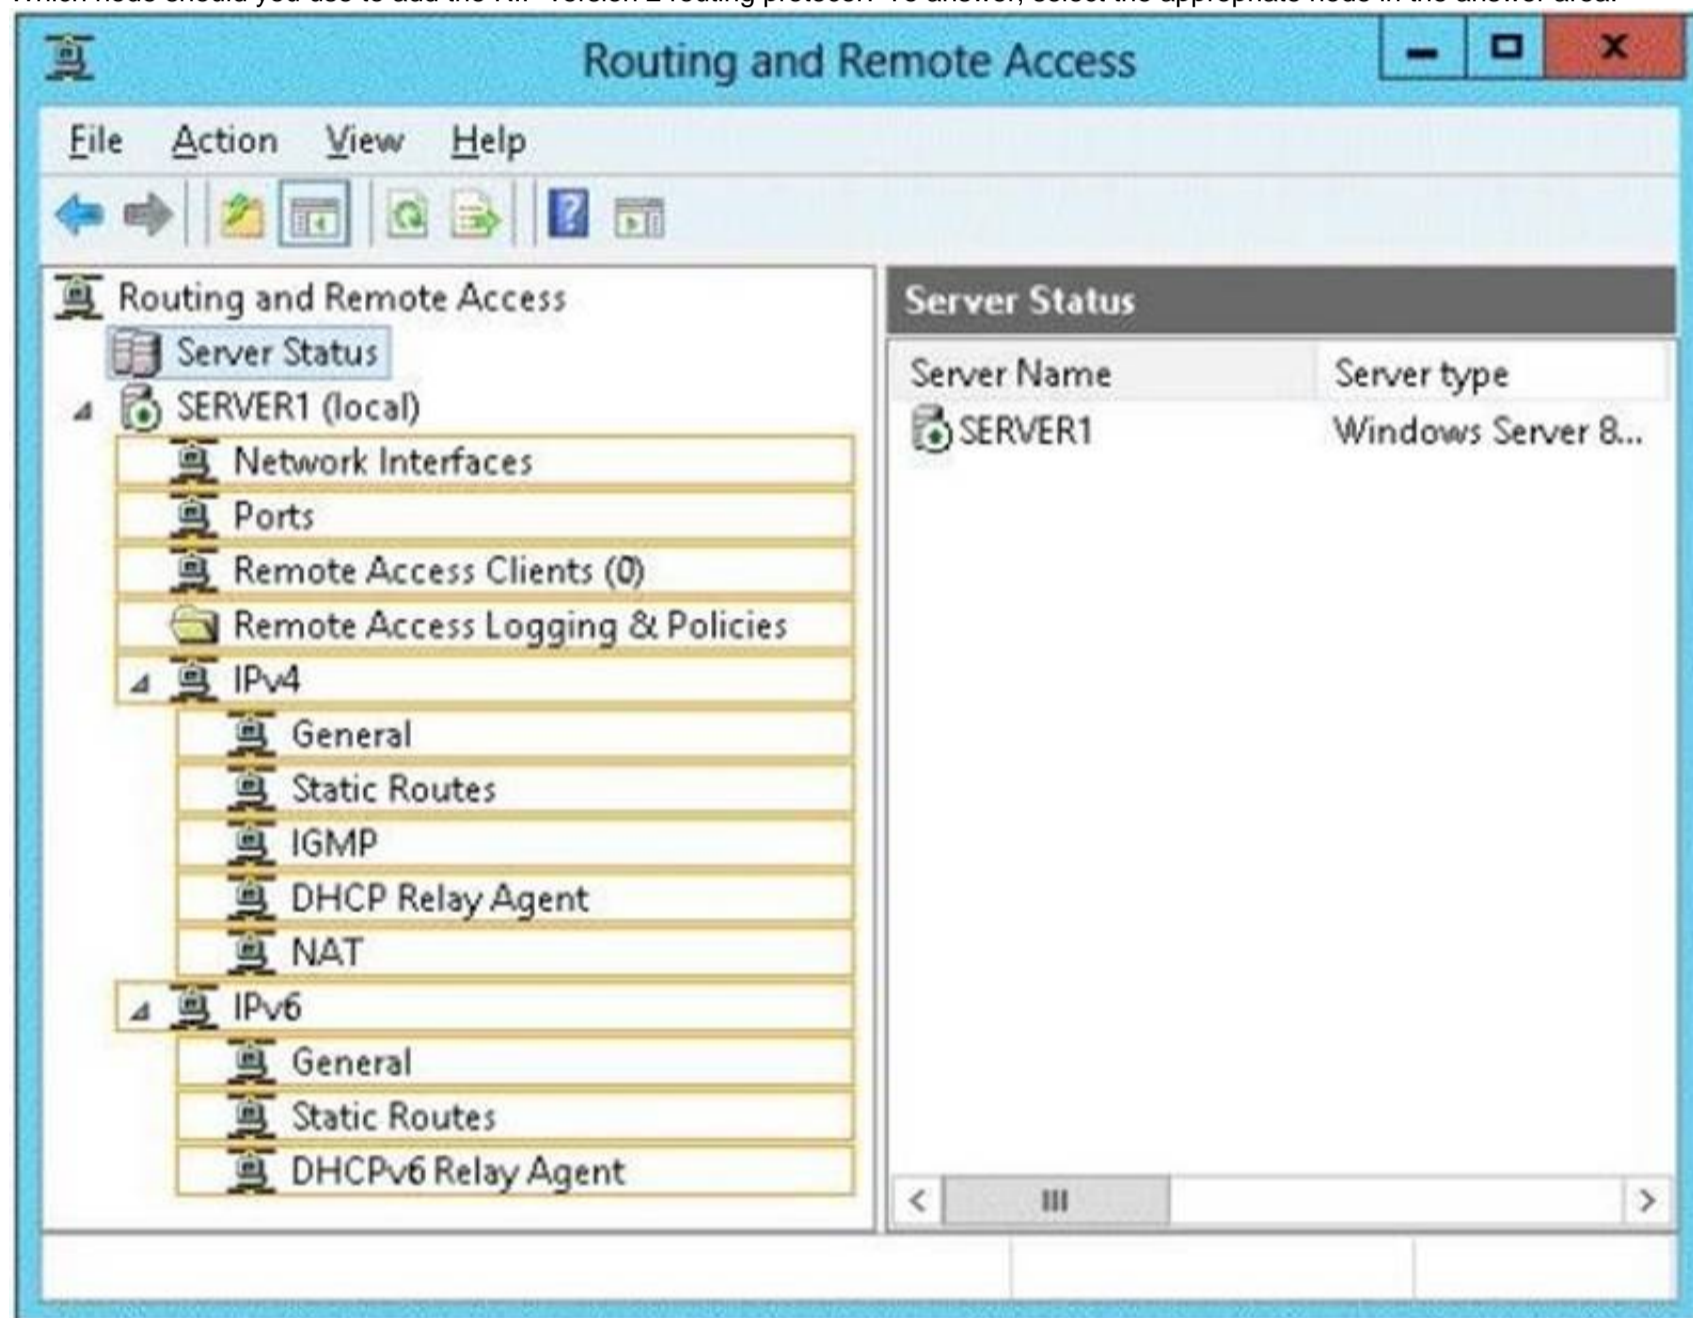 Routing and Remote Access
File Action View Help
Routing and Remote Access
Server Status
SERVER1 (local)
Network Interfaces
Ports
Remote Access Clients (0)
Remote Access Logging & Policies
IPv4
General
Static Routes
IGMP
DHCP Relay Agent
NAT
IPv6
General
Static Routes
DHCPv6 Relay Agent
Server Status
Server Name Server type
SERVER1 Windows Server 8...